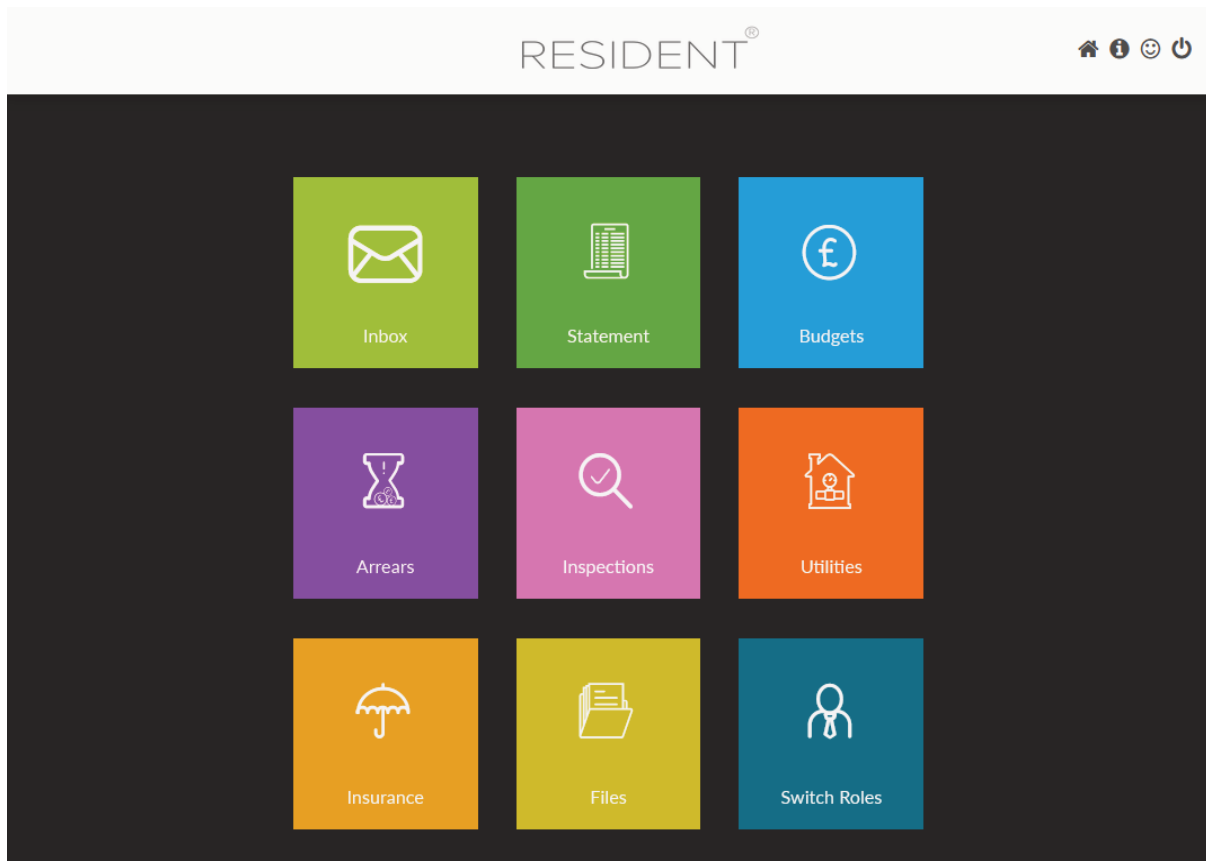 RESIDENT®
Inbox
Statement
£
Budgets
Arrears
Inspections
Utilities
Insurance
Files
Switch Roles